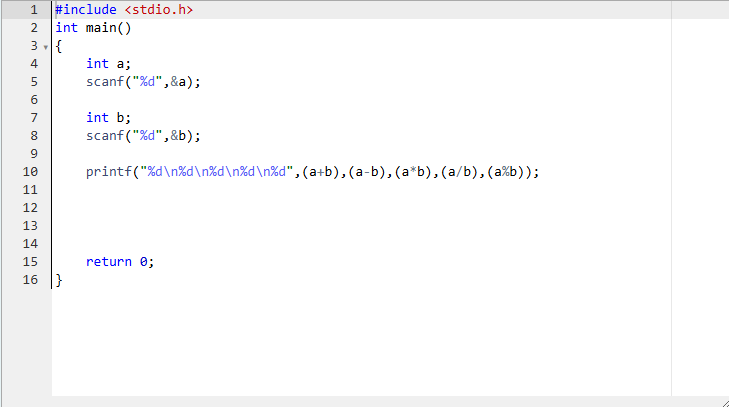 1 #include <stdio.h>
2 int main()
3 {
4 int a;
5 scanf("%d",&a);
6
7 int b;
8 scanf("%d",&b);
9
10 printf("%d\n%d\n%d\n%d\n%d",(a+b),(a-b),(a*b),(a/b),(a%b));
11
12
13
14
15 return 0;
16 }